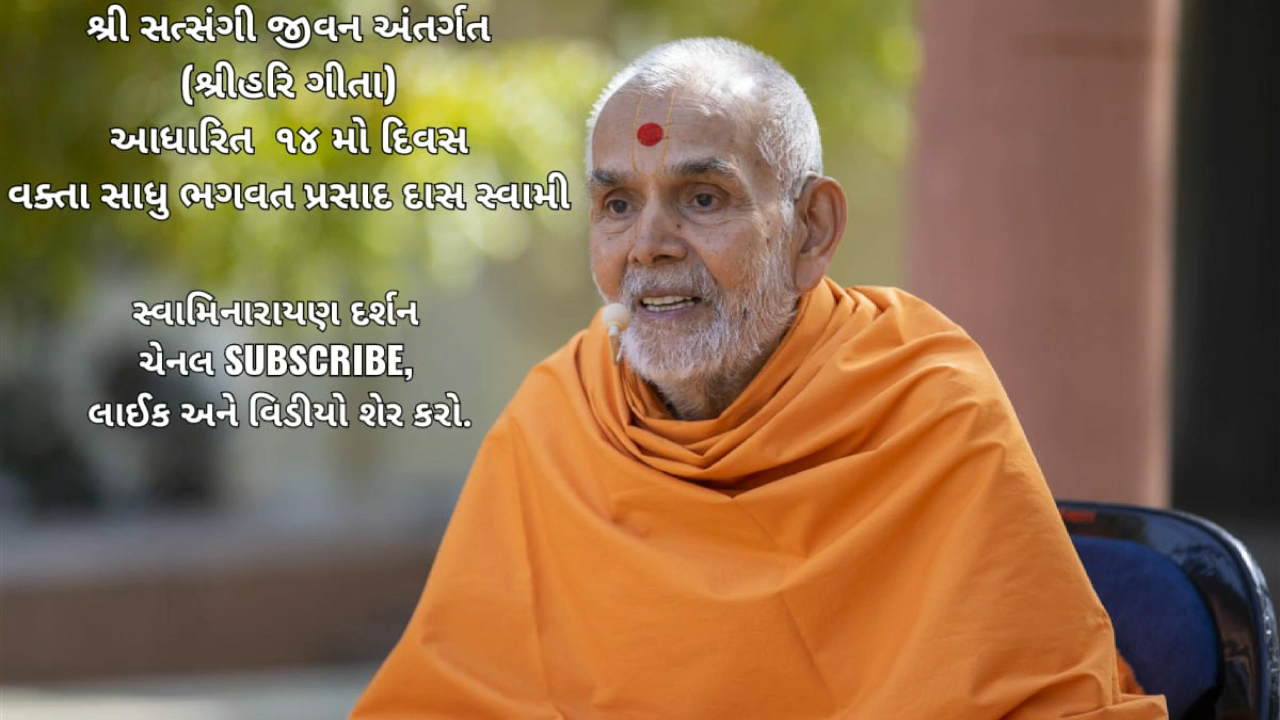 શ્રી સત્સંગી જીવન અંતર્ગત
(શ્રીહરિ ગીતા)
આધારિત ૧૪ મો દિવસ
વક્તા સાધુ ભગવત પ્રસાદ દાસ સ્વામી
સ્વામિનારાયણ દર્શન
ચેનલ SUBSCRIBE,
લાઈક અને વિડીયો શેર કરો.